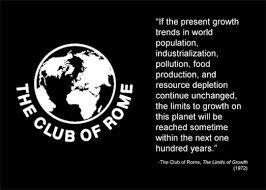 THE CLUB OF ROME
“If the present growth
trends in world
population,
industrialization,
pollution, food
production, and
resource depletion
continue unchanged,
the limits to growth on
this planet will be
reached sometime
within the next one
hundred years.”
-The Club of Rome, The Limits of Growth
(1972)